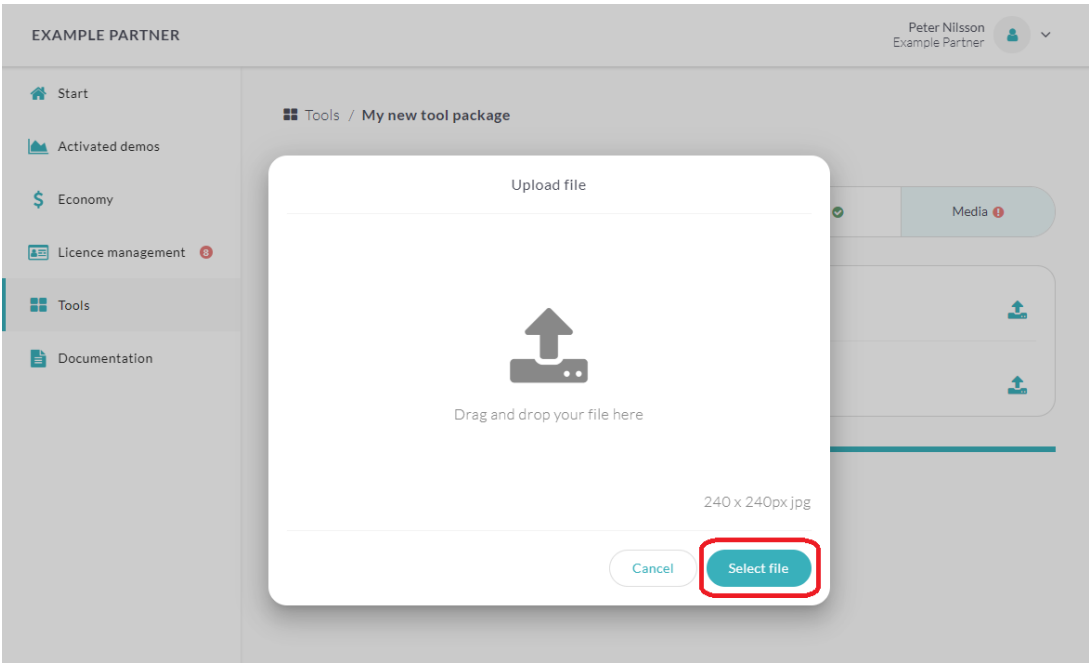 EXAMPLE PARTNER
Peter Nilsson
Example Partner
Start
Activated demos
Economy
Licence management 8
Tools
Documentation
Tools / My new tool package
Media
Upload file
Drag and drop your file here
240 x 240px jpg
Cancel
Select file